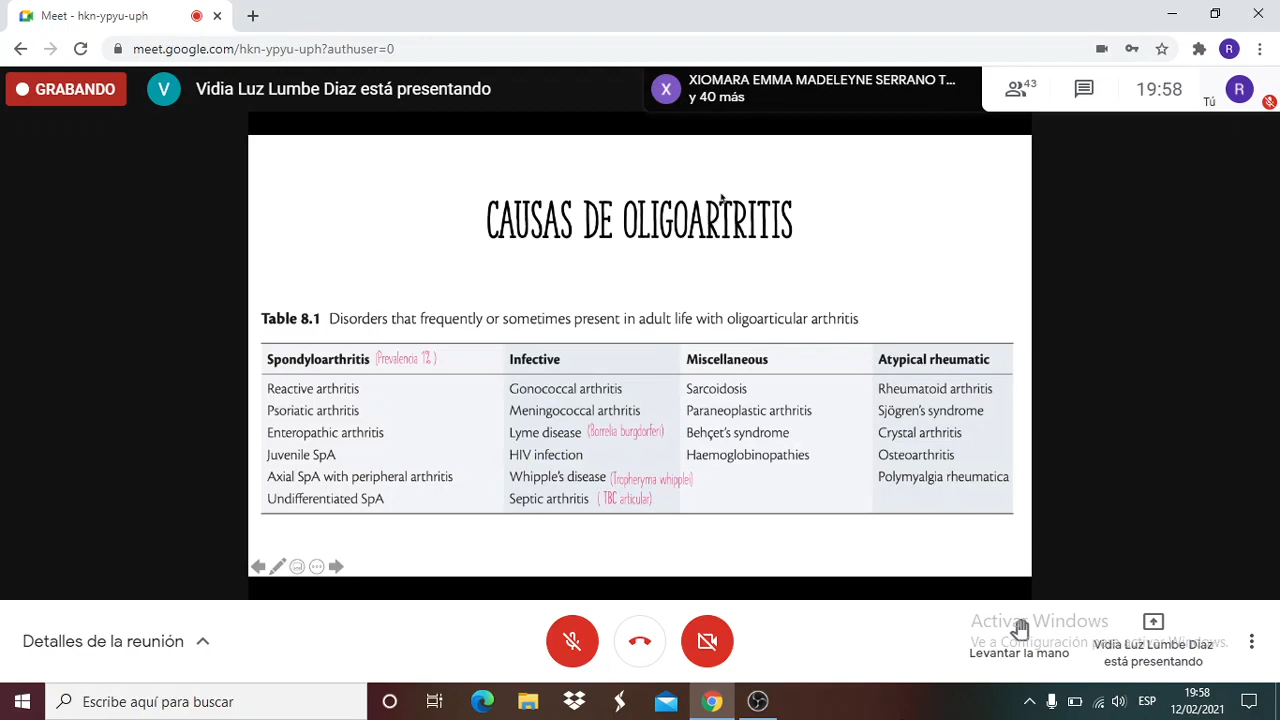 Meet - hkn-ypyu-uph
meet.google.com/hkn-ypyu-uph?authuser=0
R
GRABANDO
V
Vidia Luz Lumbe Diaz está presentando
X
XIOMARA EMMA MADELEYNE SERRANO T...
y 40 más
43
19:58
Tú
R
CAUSAS DE OLIGOARTRITIS
Table 8.1 Disorders that frequently or sometimes present in adult life with oligoarticular arthritis
Spondyloarthritis (Prevalencia 1%) Infective Miscellaneous Atypical rheumatic
Reactive arthritis Gonococcal arthritis Sarcoidosis Rheumatoid arthritis
Psoriatic arthritis Meningococcal arthritis Paraneoplastic arthritis Sjögren's syndrome
Enteropathic arthritis Lyme disease (Borrelia burgdorferi) Behçet's syndrome Crystal arthritis
Juvenile SpA HIV infection Haemoglobinopathies Osteoarthritis
Axial SpA with peripheral arthritis Whipple's disease (Tropheryma whipplei) Polymyalgia rheumatica
Undifferentiated SpA Septic arthritis ( TBC articular)
Detalles de la reunión
Activar Windows
Ve a Configuración para activar Windows.
Levantar la mano
Vidia Luz Lumbe Diaz
está presentando
Escribe aquí para buscar
ESP
19:58
12/02/2021